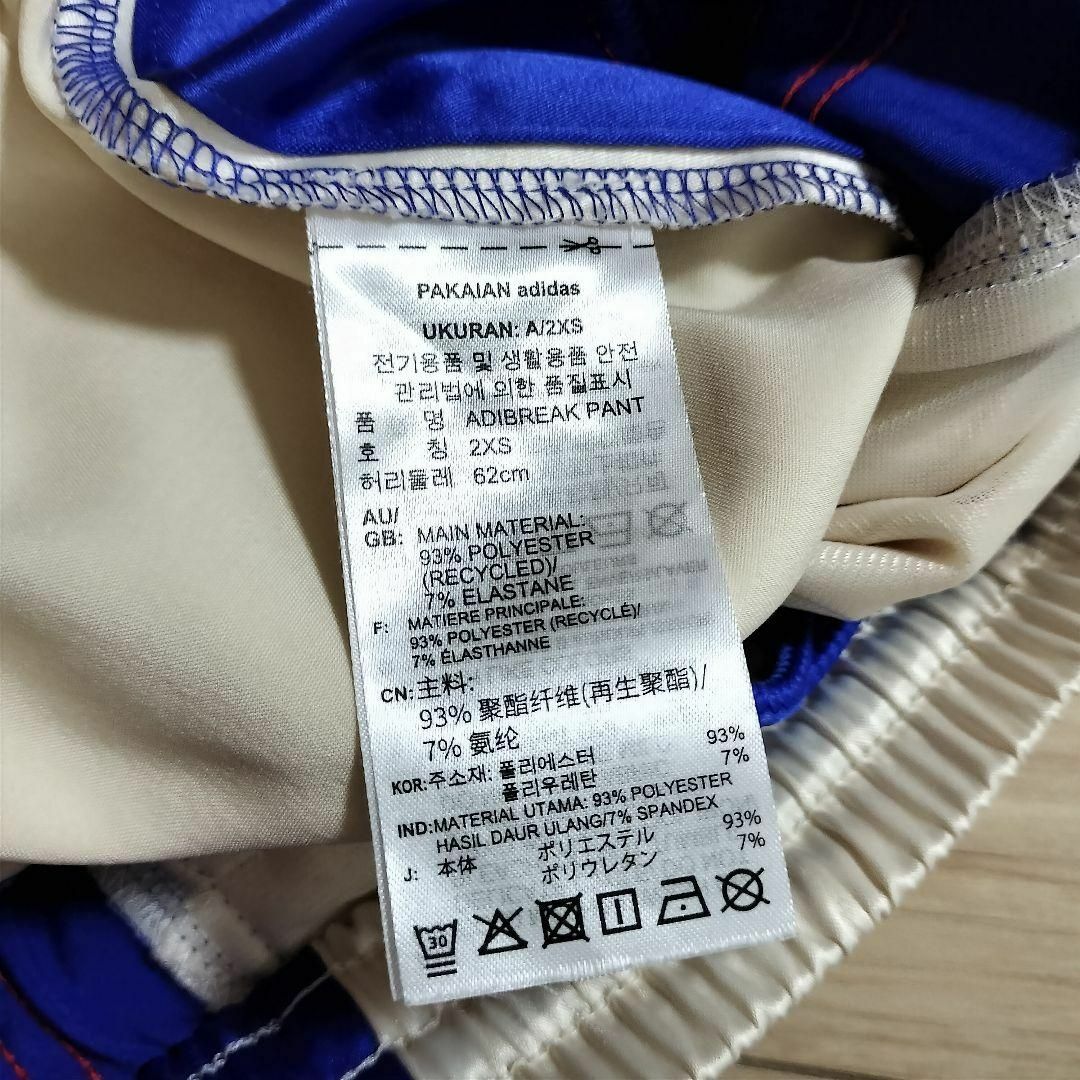 PAKAIAN adidas
UKURAN: A/2XS
전기용품 및 생활용품 안전
관리법에 의한 품질표시
품 명 ADIBREAK PANT
호 칭 2XS
허리둘레 62cm
AU/
GB: MAIN MATERIAL:
93% POLYESTER
(RECYCLED)/
7% ELASTANE
F: MATIERE PRINCIPALE:
93% POLYESTER (RECYCLÉ)/
7% ÉLASTHANNE
CN: 主料:
93% 聚酯纤维(再生聚酯)/
7% 氨纶
KOR: 주소재: 폴리에스터 93%
폴리우레탄 7%
IND: MATERIAL UTAMA: 93% POLYESTER
HASIL DAUR ULANG/7% SPANDEX
J: 本体 ポリエステル 93%
ポリウレタン 7%
30